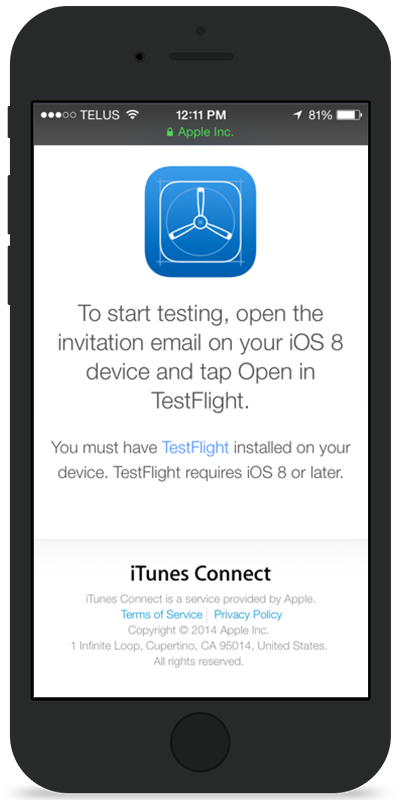 TELUS 12:11 PM 81%
Apple Inc.
To start testing, open the
invitation email on your iOS 8
device and tap Open in
TestFlight.
You must have TestFlight installed on your
device. TestFlight requires iOS 8 or later.
iTunes Connect
iTunes Connect is a service provided by Apple.
Terms of Service | Privacy Policy
Copyright © 2014 Apple Inc.
1 Infinite Loop, Cupertino, CA 95014, United States.
All rights reserved.